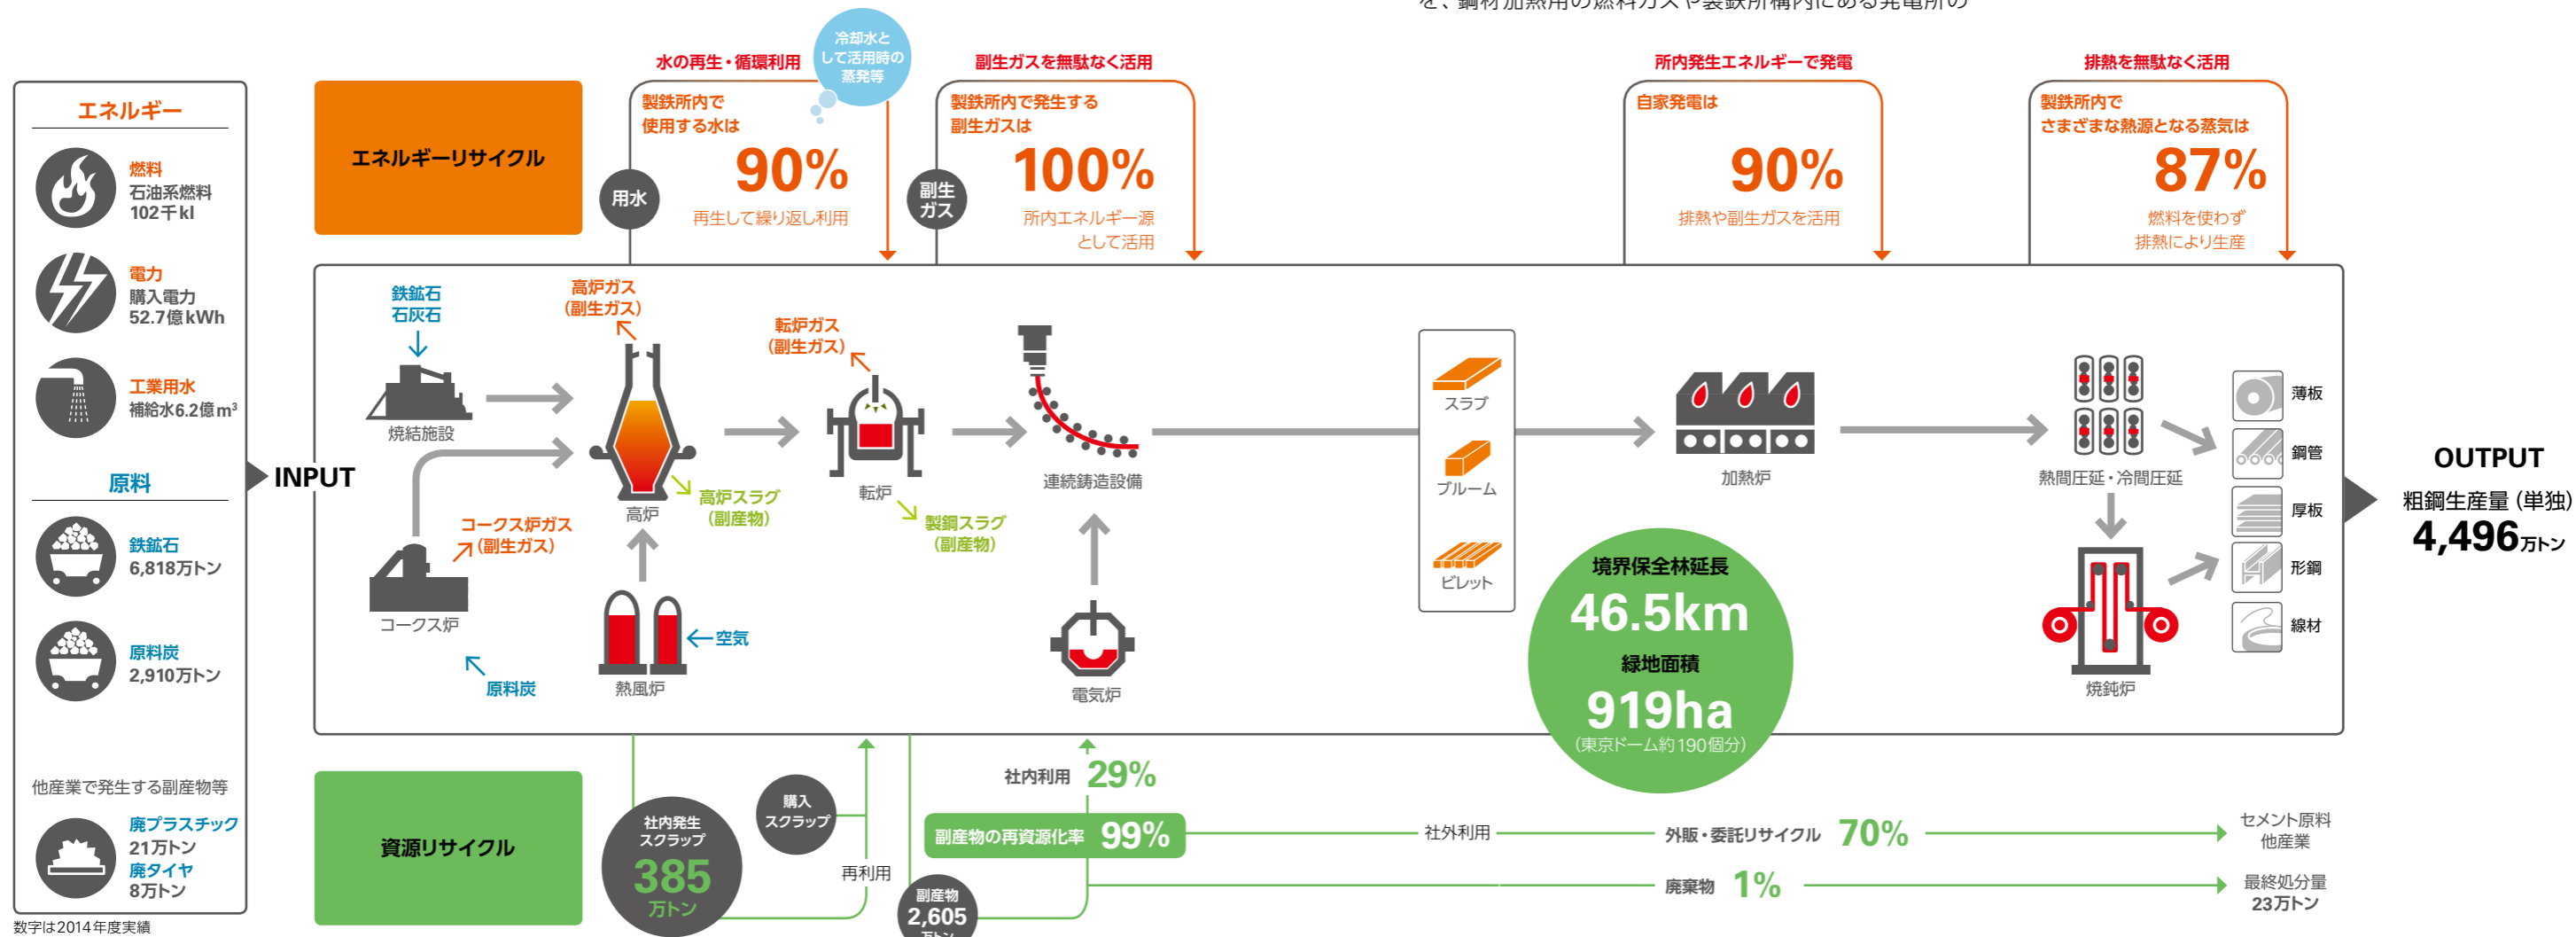 を、鋼材加熱用の燃料ガスや製鉄所構内にある発電所の
エネルギー
燃料
石油系燃料
102千kl
電力
購入電力
52.7億kWh
工業用水
補給水6.2億m³
原料
鉄鉱石
6,818万トン
原料炭
2,910万トン
他産業で発生する副産物等
廃プラスチック
21万トン
廃タイヤ
8万トン
数字は2014年度実績
INPUT
エネルギーリサイクル
水の再生・循環利用
冷却水と
して活用時の
蒸発等
製鉄所内で
使用する水は
90%
再生して繰り返し利用
用水
副生ガスを無駄なく活用
製鉄所内で発生する
副生ガスは
100%
所内エネルギー源
として活用
副生
ガス
所内発生エネルギーで発電
自家発電は
90%
排熱や副生ガスを活用
排熱を無駄なく活用
製鉄所内で
さまざまな熱源となる蒸気は
87%
燃料を使わず
排熱により生産
鉄鉱石
石灰石
焼結施設
コークス炉ガス
(副生ガス)
コークス炉
原料炭
高炉ガス
(副生ガス)
高炉
高炉スラグ
(副産物)
熱風炉
空気
転炉ガス
(副生ガス)
転炉
製鋼スラグ
(副産物)
連続鋳造設備
電気炉
スラブ
ブルーム
ビレット
加熱炉
熱間圧延・冷間圧延
焼鈍炉
薄板
鋼管
厚板
形鋼
線材
境界保全林延長
46.5km
緑地面積
919ha
(東京ドーム約190個分)
OUTPUT
粗鋼生産量(単独)
4,496万トン
資源リサイクル
社内発生
スクラップ
385
万トン
購入
スクラップ
再利用
副産物
2,605
万トン
社内利用 29%
副産物の再資源化率 99%
社外利用
外販・委託リサイクル 70%
セメント原料
他産業
廃棄物 1%
最終処分量
23万トン